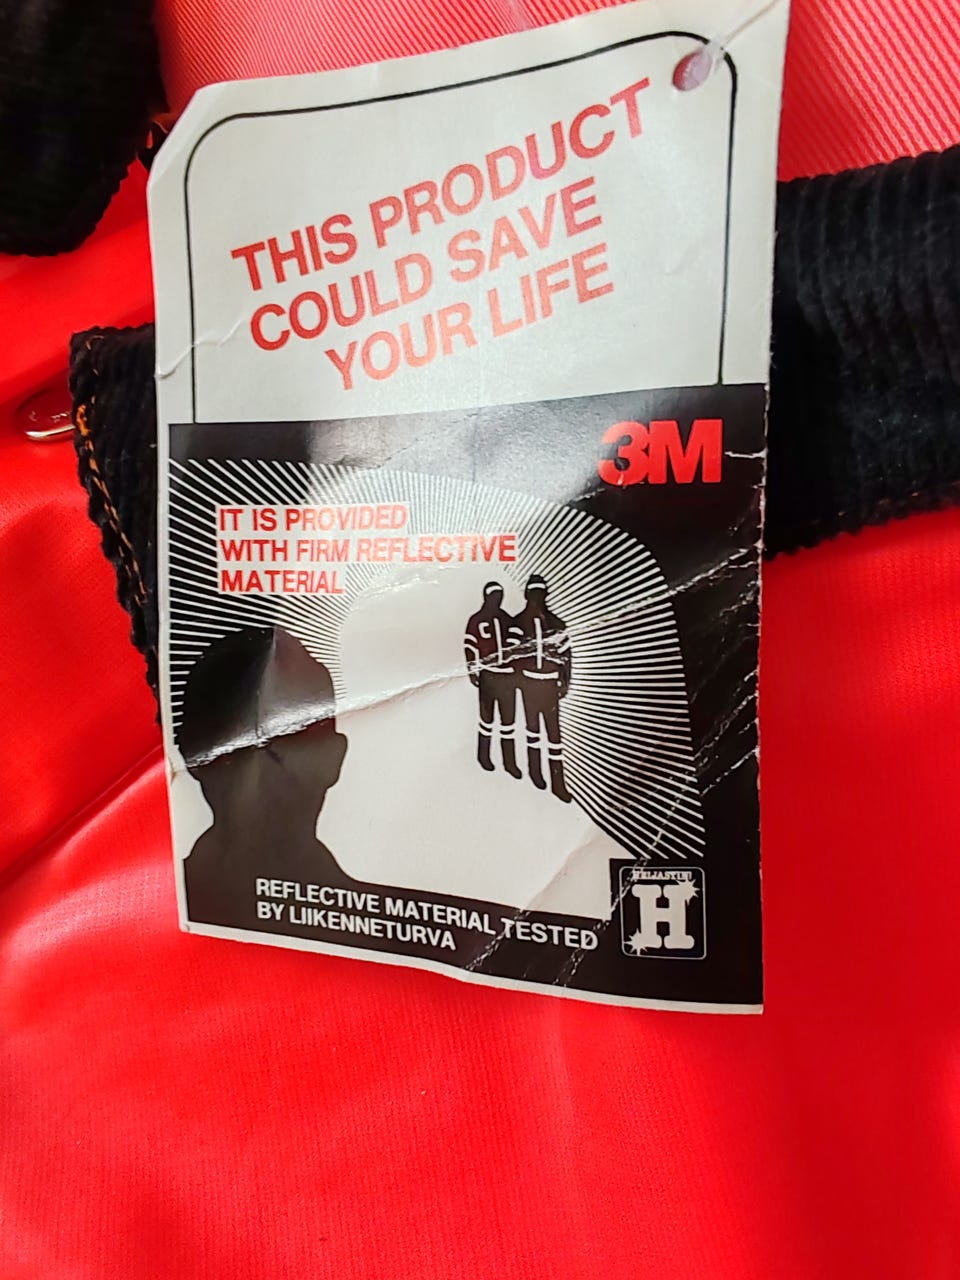 THIS PRODUCT
COULD SAVE
YOUR LIFE
3M
IT IS PROVIDED
WITH FIRM REFLECTIVE
MATERIAL
REFLECTIVE MATERIAL TESTED
BY LIIKENNETURVA
HEIJASTIN
H